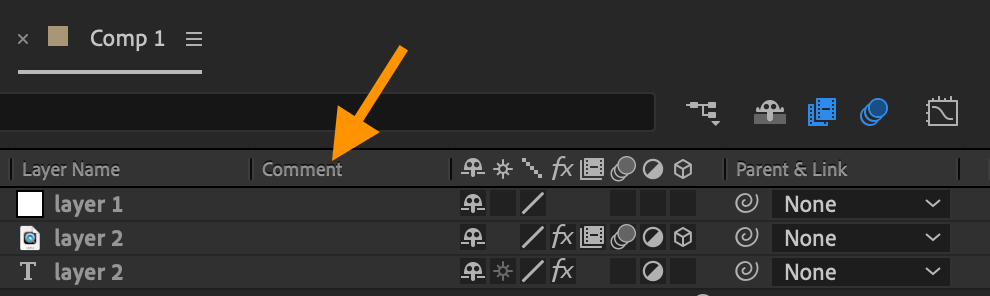 × Comp 1
Layer Name Comment fx Parent & Link
layer 1 None
layer 2 fx None
T layer 2 fx None